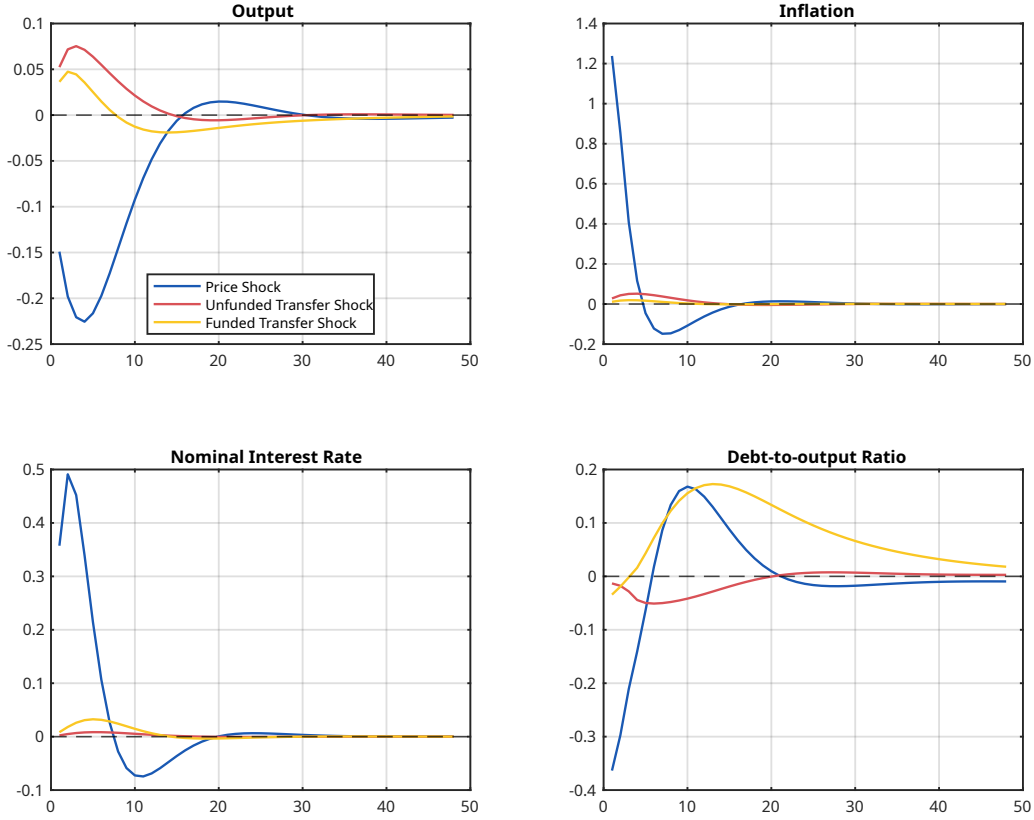 Output
0.1
0.05
0
-0.05
-0.1
-0.15
-0.2
-0.25
Price Shock
Unfunded Transfer Shock
Funded Transfer Shock
0 10 20 30 40 50
Inflation
1.4
1.2
1
0.8
0.6
0.4
0.2
0
-0.2
0 10 20 30 40 50
Nominal Interest Rate
0.5
0.4
0.3
0.2
0.1
0
-0.1
0 10 20 30 40 50
Debt-to-output Ratio
0.2
0.1
0
-0.1
-0.2
-0.3
-0.4
0 10 20 30 40 50